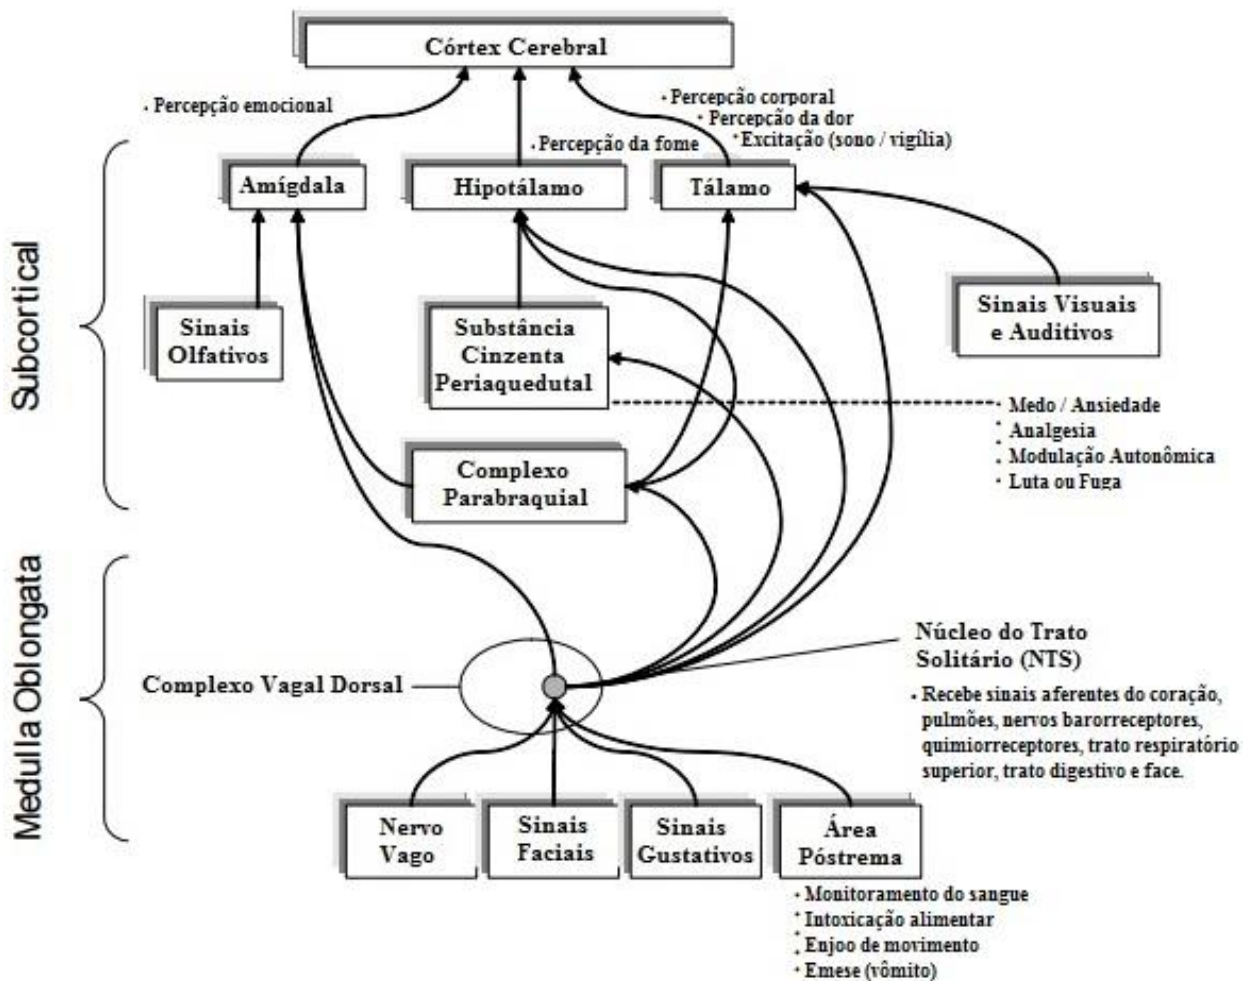 Córtex Cerebral
· Percepção emocional
· Percepção corporal
· Percepção da dor
· Excitação (sono / vigília)
· Percepção da fome
Amígdala
Hipotálamo
Tálamo
Subcortical
Sinais
Olfativos
Substância
Cinzenta
Periaquedutal
Sinais Visuais
e Auditivos
· Medo / Ansiedade
· Analgesia
· Modulação Autonômica
· Luta ou Fuga
Complexo
Parabraquial
Medulla Oblongata
Complexo Vagal Dorsal
Núcleo do Trato
Solitário (NTS)
· Recebe sinais aferentes do coração,
pulmões, nervos barorreceptores,
quimiorreceptores, trato respiratório
superior, trato digestivo e face.
Nervo
Vago
Sinais
Faciais
Sinais
Gustativos
Área
Póstrema
· Monitoramento do sangue
· Intoxicação alimentar
· Enjoo de movimento
· Emese (vômito)